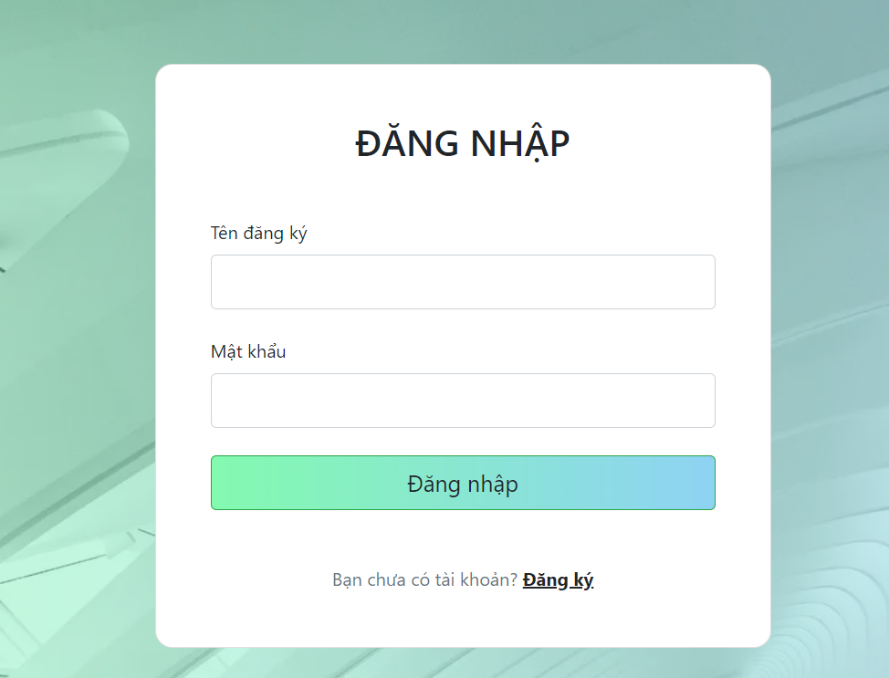 ĐĂNG NHẬP
Tên đăng ký
Mật khẩu
Đăng nhập
Bạn chưa có tài khoản? Đăng ký